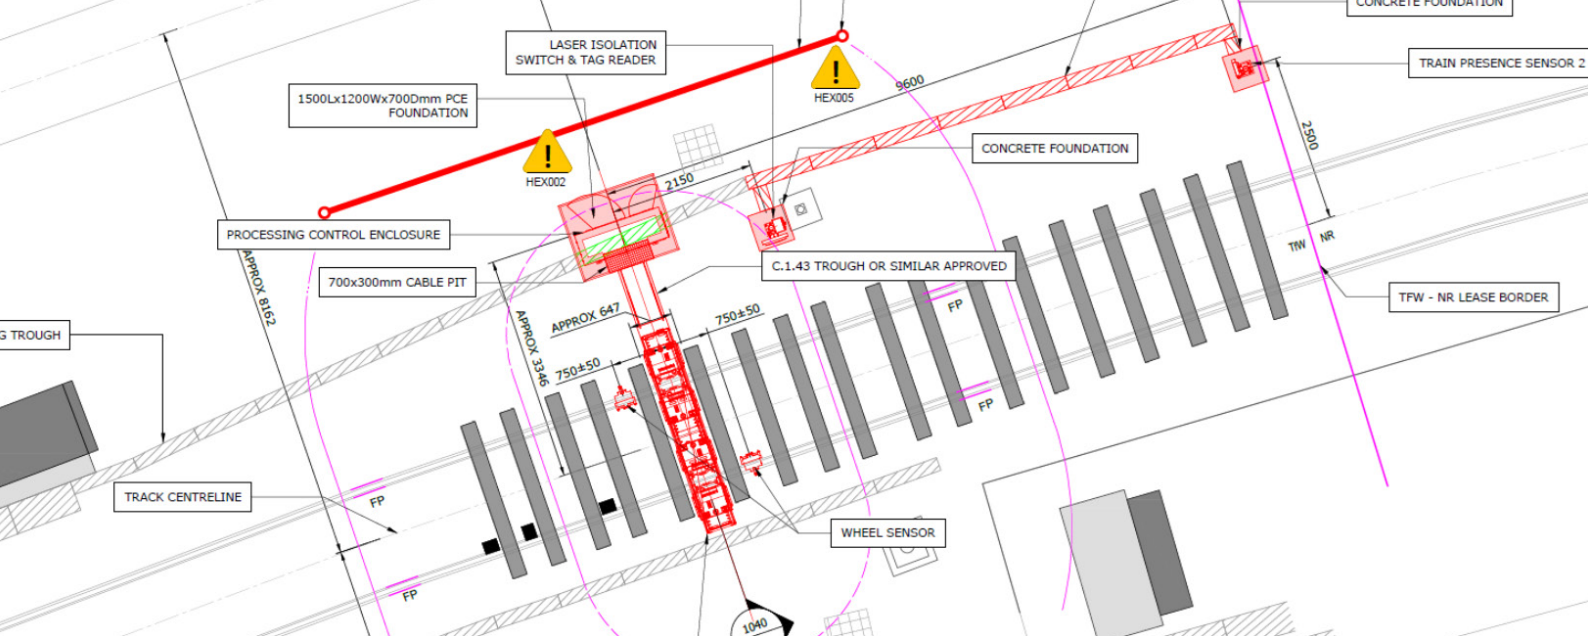 CONCRETE FOUNDATION
LASER ISOLATION
SWITCH & TAG READER
TRAIN PRESENCE SENSOR 2
HEX005
9600
1500Lx1200Wx700Dmm PCE
FOUNDATION
2500
CONCRETE FOUNDATION
HEX002
2150
PROCESSING CONTROL ENCLOSURE
TfW
NR
APPROX 8162
C.1.43 TROUGH OR SIMILAR APPROVED
700x300mm CABLE PIT
TFW - NR LEASE BORDER
FP
APPROX 647
750±50
G TROUGH
APPROX 3346
750±50
FP
TRACK CENTRELINE
FP
WHEEL SENSOR
FP
1040